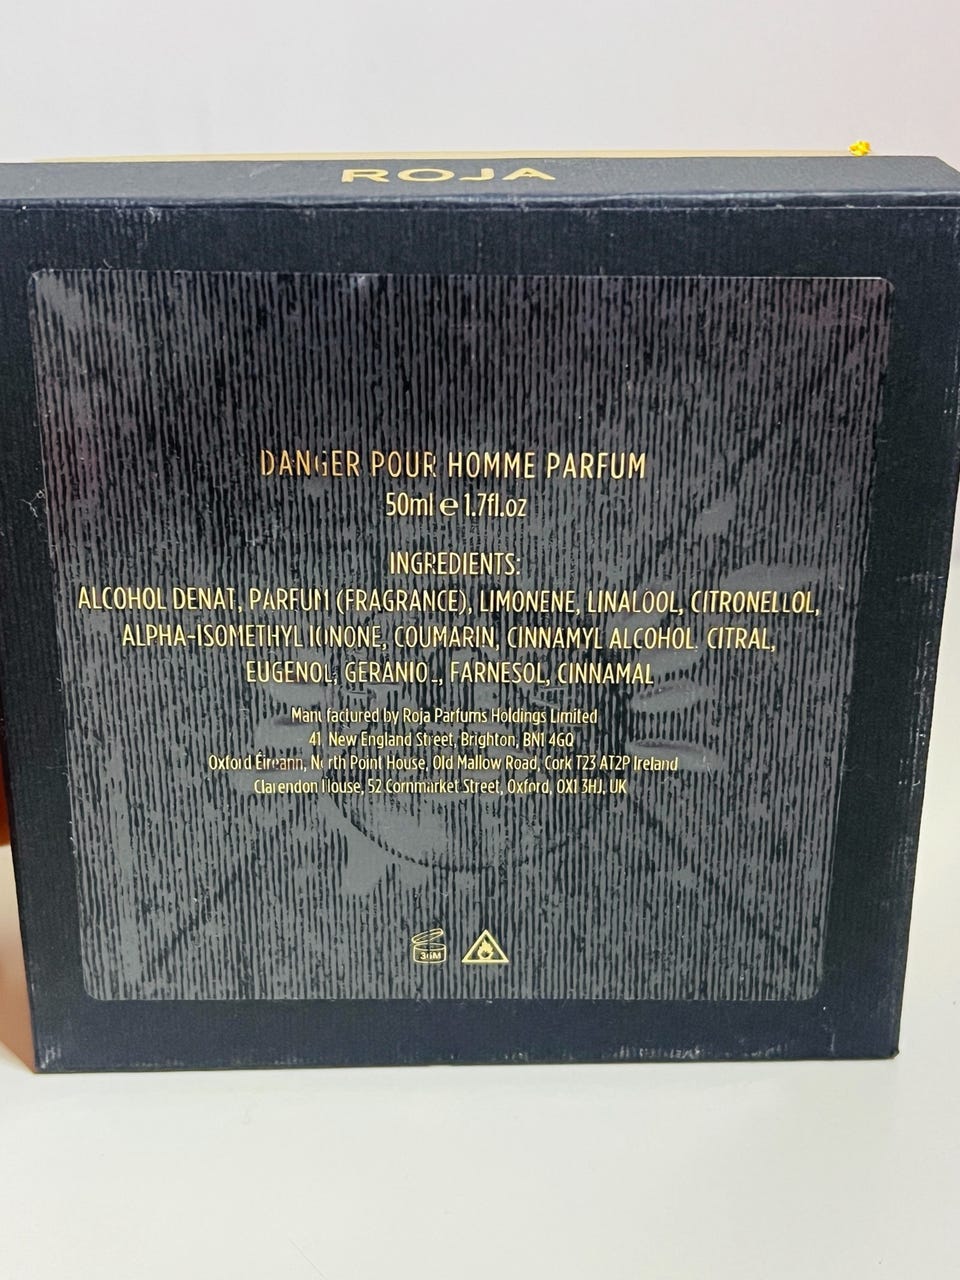 ROJA
DANGER POUR HOMME PARFUM
50ml e 1.7fl.oz
INGREDIENTS:
ALCOHOL DENAT, PARFUM (FRAGRANCE), LIMONENE, LINALOOL, CITRONELLOL,
ALPHA-ISOMETHYL IONONE, COUMARIN, CINNAMYL ALCOHOL, CITRAL,
EUGENOL, GERANIOL, FARNESOL, CINNAMAL
Manufactured by Roja Parfums Holdings Limited
41, New England Street, Brighton, BN1 4GQ
Oxford Éireann, North Point House, Old Mallow Road, Cork T23 AT2P Ireland
Clarendon House, 52 Cornmarket Street, Oxford, OX1 3HJ, UK
36M